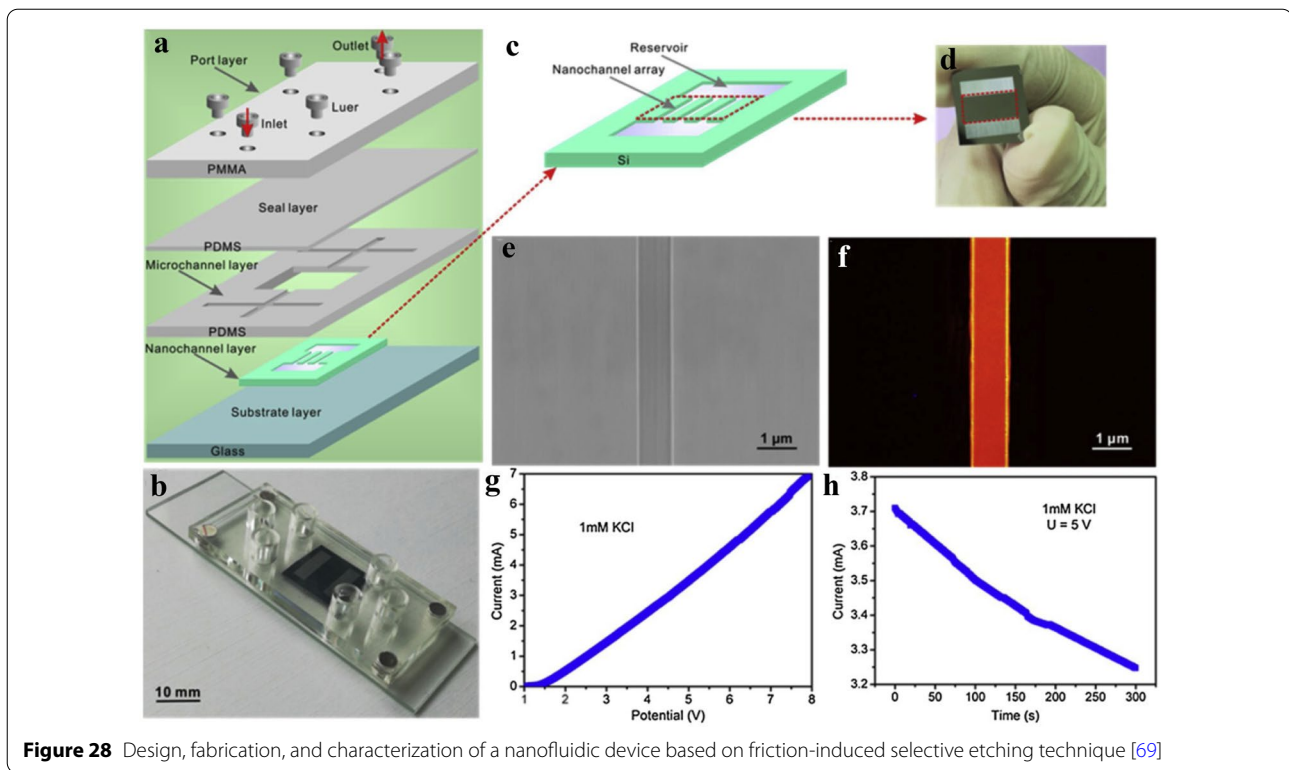 a
Outlet
Port layer
Luer
Inlet
PMMA
Seal layer
PDMS
Microchannel layer
PDMS
Nanochannel layer
Substrate layer
Glass
b
10 mm
c
Reservoir
Nanochannel array
Si
d
e
1 μm
f
1 μm
g
7
6
5
4
3
2
1
0
Current (mA)
1mM KCl
1 2 3 4 5 6 7 8
Potential (V)
h
3.8
3.7
3.6
3.5
3.4
3.3
3.2
Current (mA)
1mM KCl
U = 5 V
0 50 100 150 200 250 300
Time (s)
Figure 28 Design, fabrication, and characterization of a nanofluidic device based on friction-induced selective etching technique [69]